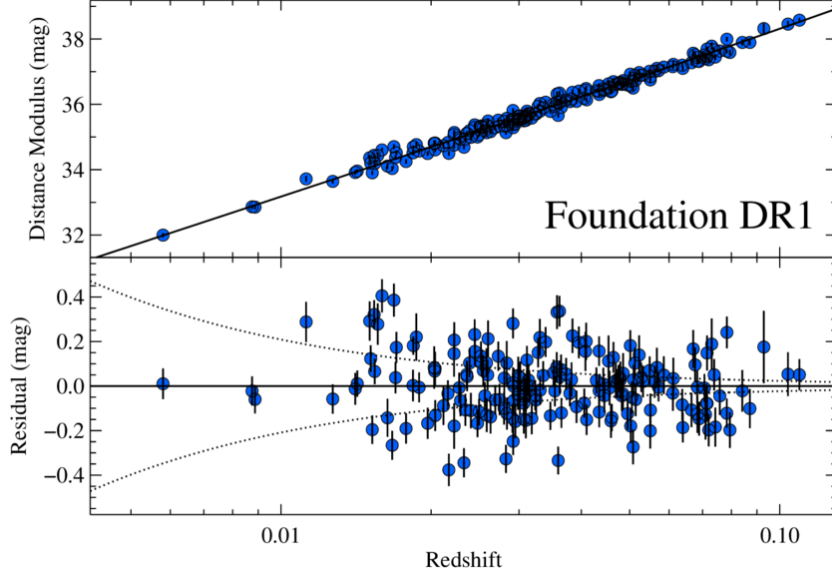 Distance Modulus (mag)
38
36
34
32
Foundation DR1
Residual (mag)
0.4
0.2
0.0
−0.2
−0.4
0.01
0.10
Redshift